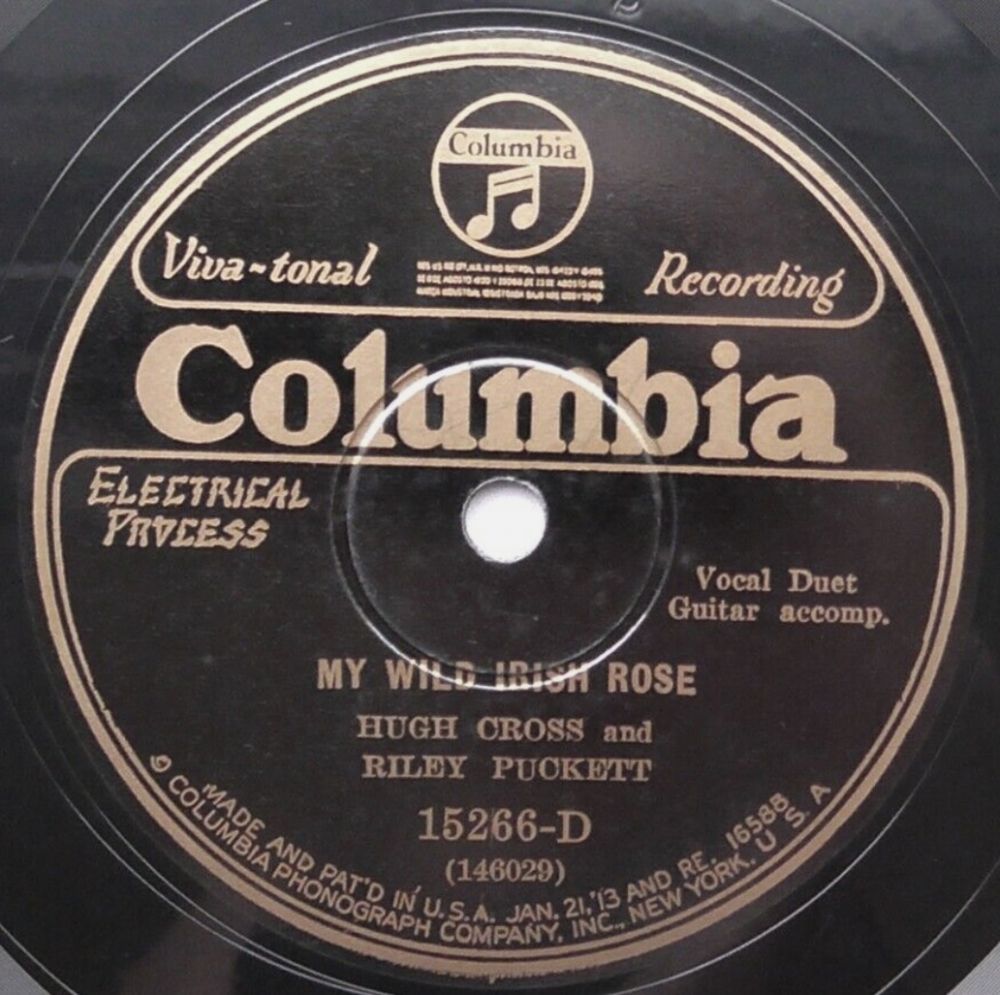 Columbia
Viva-tonal
Recording
Columbia
ELECTRICAL
PROCESS
Vocal Duet
Guitar accomp.
MY WILD IRISH ROSE
HUGH CROSS and
RILEY PUCKETT
15266-D
(146029)
MADE AND PAT'D IN U.S.A. JAN. 21, '13 AND RE. 16588
COLUMBIA PHONOGRAPH COMPANY, INC., NEW YORK. U S. A